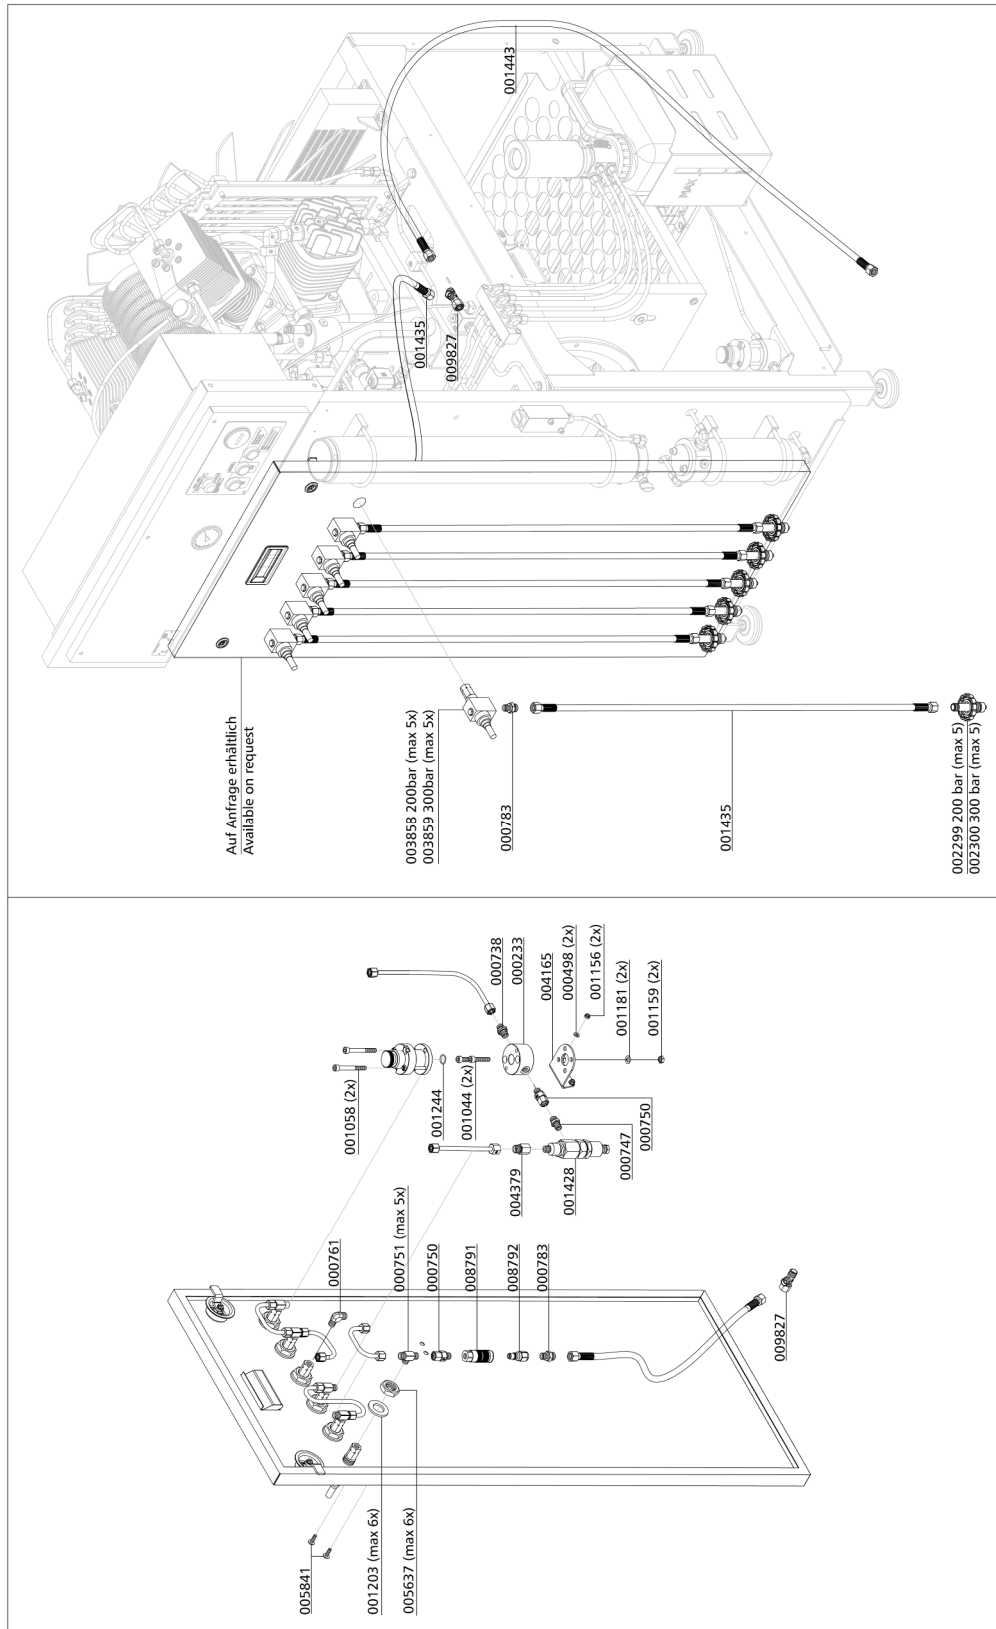 001443
001435
009827
Auf Anfrage erhältlich
Available on request
003858 200bar (max 5x)
003859 300bar (max 5x)
000783
001435
002299 200 bar (max 5)
002300 300 bar (max 5)
MAX
001058 (2x)
001244
001044 (2x)
000738
000233
004165
000498 (2x)
001156 (2x)
001181 (2x)
001159 (2x)
004379
001428
000747
000750
000761
000751 (max 5x)
000750
008791
008792
000783
009827
005841
001203 (max 6x)
005637 (max 6x)